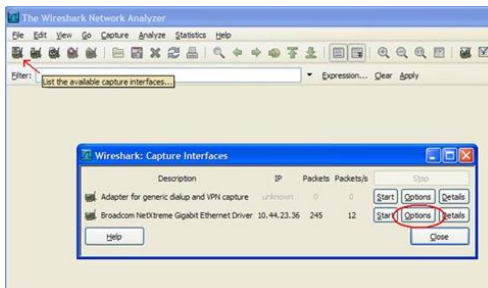 The Wireshark Network Analyzer
File Edit View Go Capture Analyze Statistics Help
Filter: Expression... Clear Apply
List the available capture interfaces...
Wireshark: Capture Interfaces
Description IP Packets Packets/s Stop
Adapter for generic dialup and VPN capture unknown 0 0 Start Options Details
Broadcom NetXtreme Gigabit Ethernet Driver 10.44.23.36 245 12 Start Options Details
Help Close